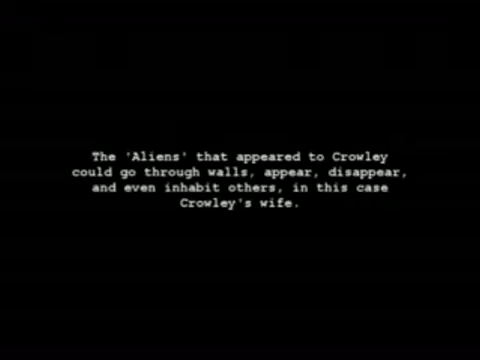 The 'Aliens' that appeared to Crowley
could go through walls, appear, disappear,
and even inhabit others, in this case
Crowley's wife.